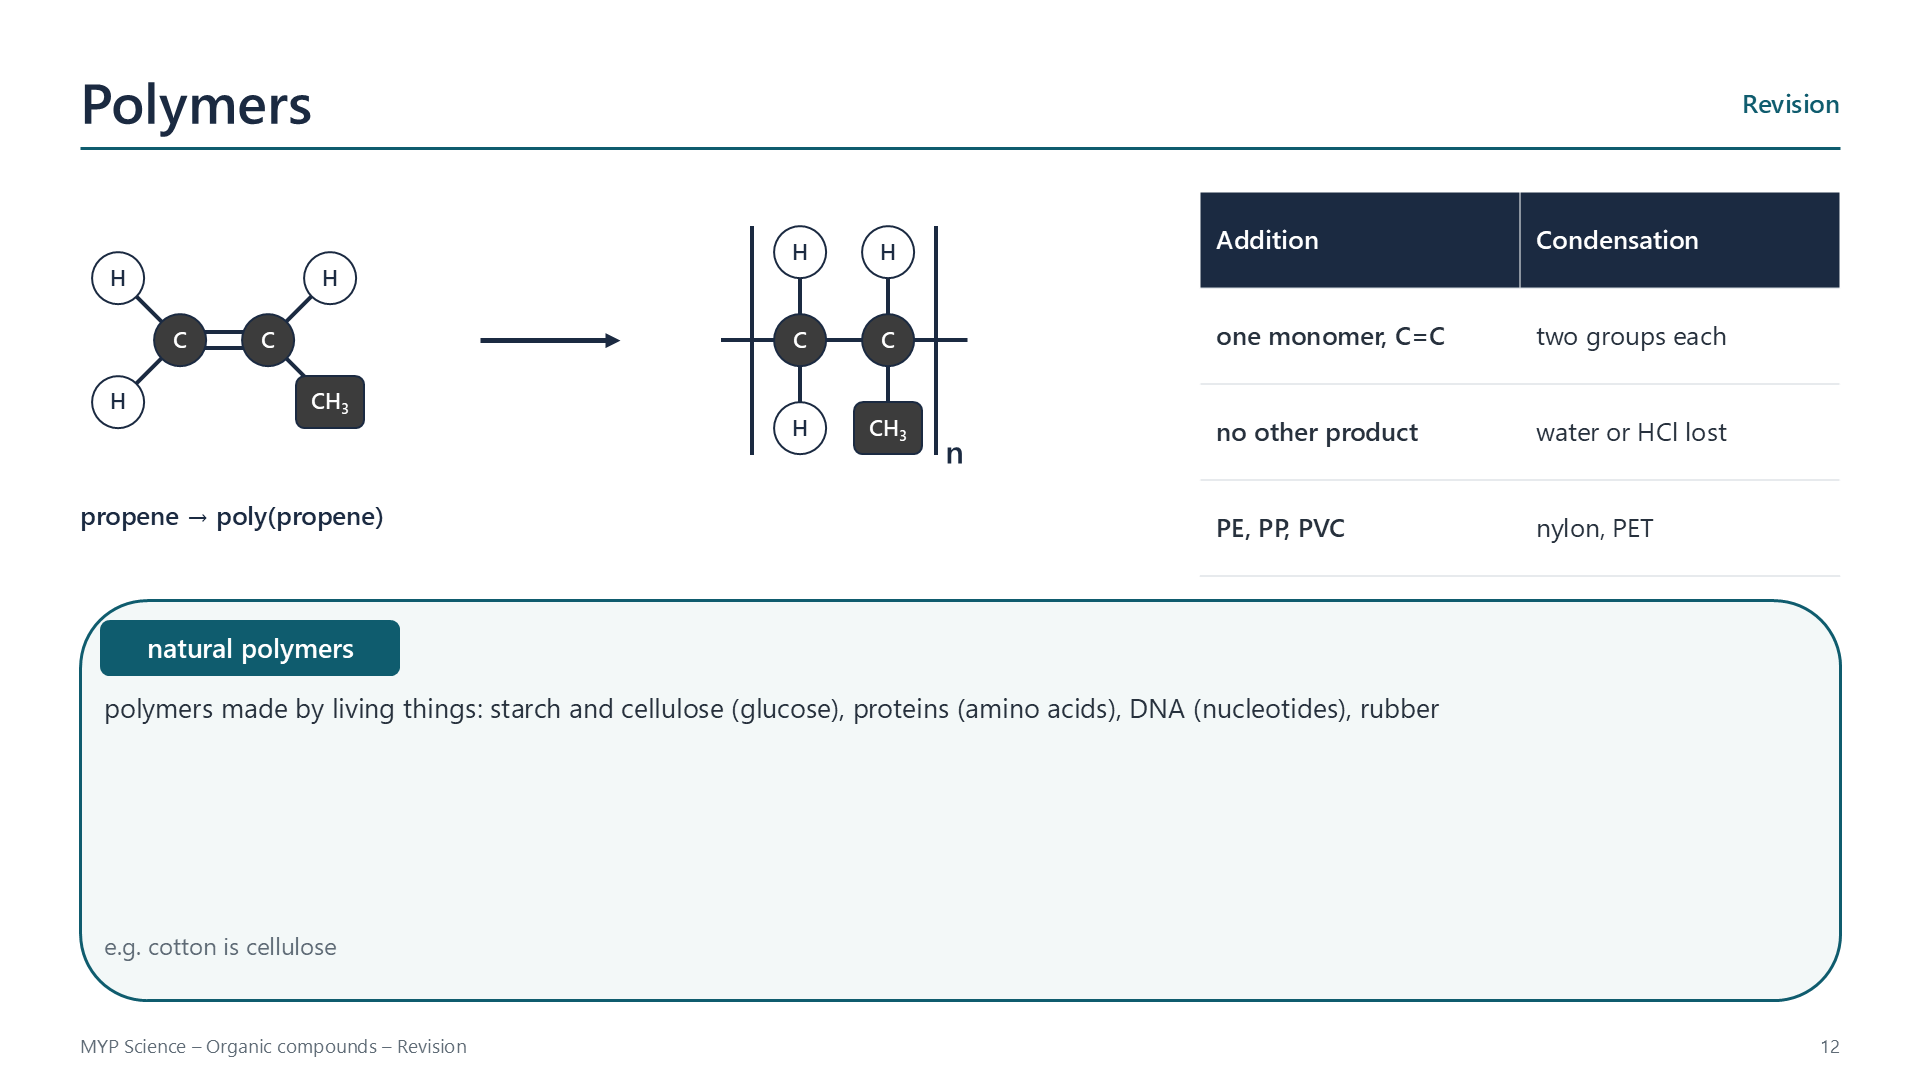 Polymers
Revision
H H
C C
H CH₃
H H
C C
H CH₃
n
propene → poly(propene)
Addition Condensation
one monomer, C=C two groups each
no other product water or HCl lost
PE, PP, PVC nylon, PET
natural polymers
polymers made by living things: starch and cellulose (glucose), proteins (amino acids), DNA (nucleotides), rubber
e.g. cotton is cellulose
MYP Science – Organic compounds – Revision
12